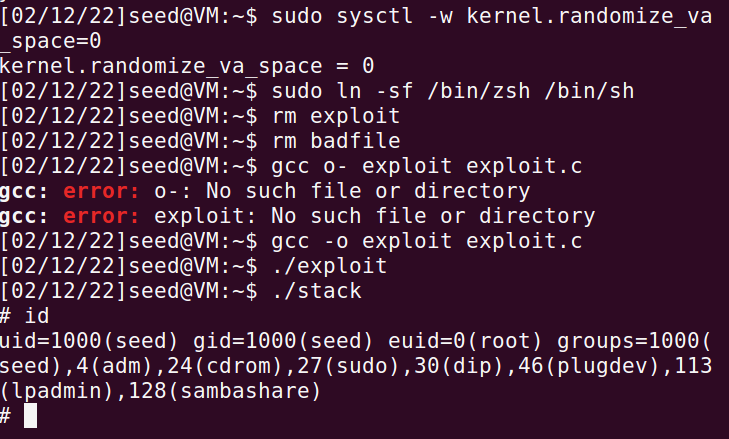 [02/12/22]seed@VM:~$ sudo sysctl -w kernel.randomize_va
_space=0
kernel.randomize_va_space = 0
[02/12/22]seed@VM:~$ sudo ln -sf /bin/zsh /bin/sh
[02/12/22]seed@VM:~$ rm exploit
[02/12/22]seed@VM:~$ rm badfile
[02/12/22]seed@VM:~$ gcc o- exploit exploit.c
gcc: error: o-: No such file or directory
gcc: error: exploit: No such file or directory
[02/12/22]seed@VM:~$ gcc -o exploit exploit.c
[02/12/22]seed@VM:~$ ./exploit
[02/12/22]seed@VM:~$ ./stack
# id
uid=1000(seed) gid=1000(seed) euid=0(root) groups=1000(
seed),4(adm),24(cdrom),27(sudo),30(dip),46(plugdev),113
(lpadmin),128(sambashare)
#